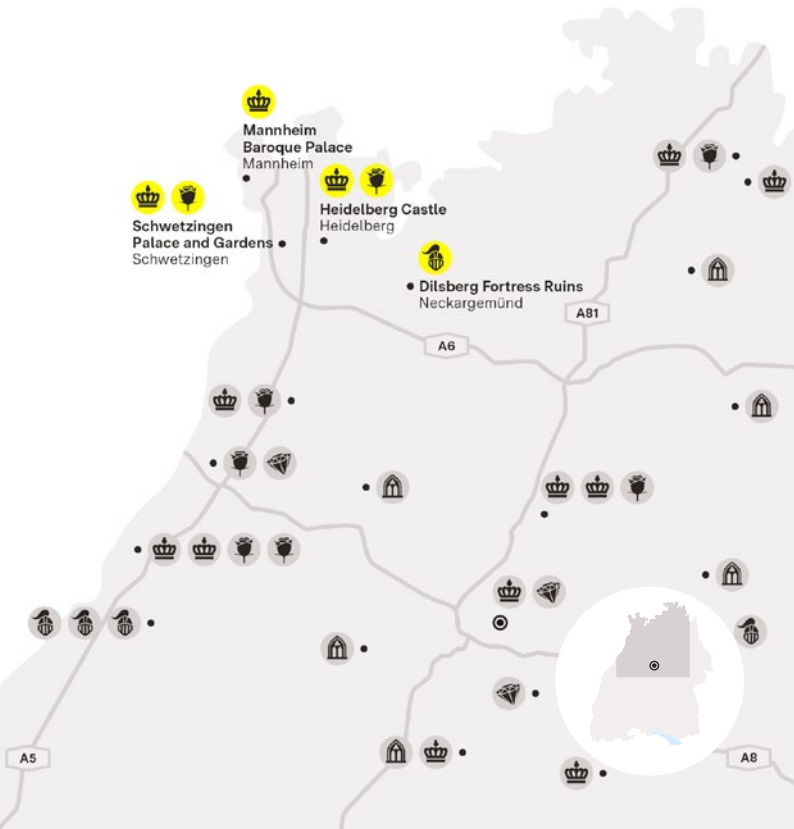 Mannheim
Baroque Palace
Mannheim
Heidelberg Castle
Heidelberg
Schwetzingen
Palace and Gardens
Schwetzingen
Dilsberg Fortress Ruins
Neckargemünd
A81
A6
A5
A8